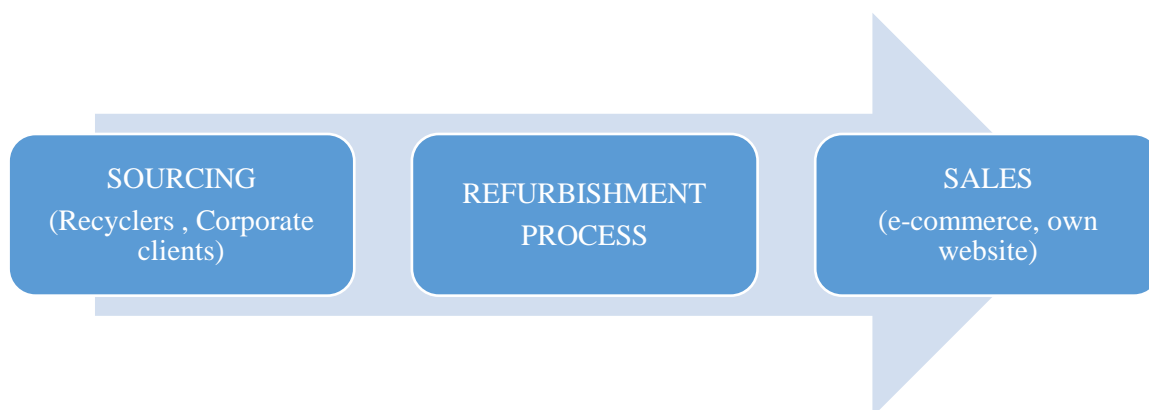 SOURCING
(Recyclers , Corporate
clients)
REFURBISHMENT
PROCESS
SALES
(e-commerce, own
website)